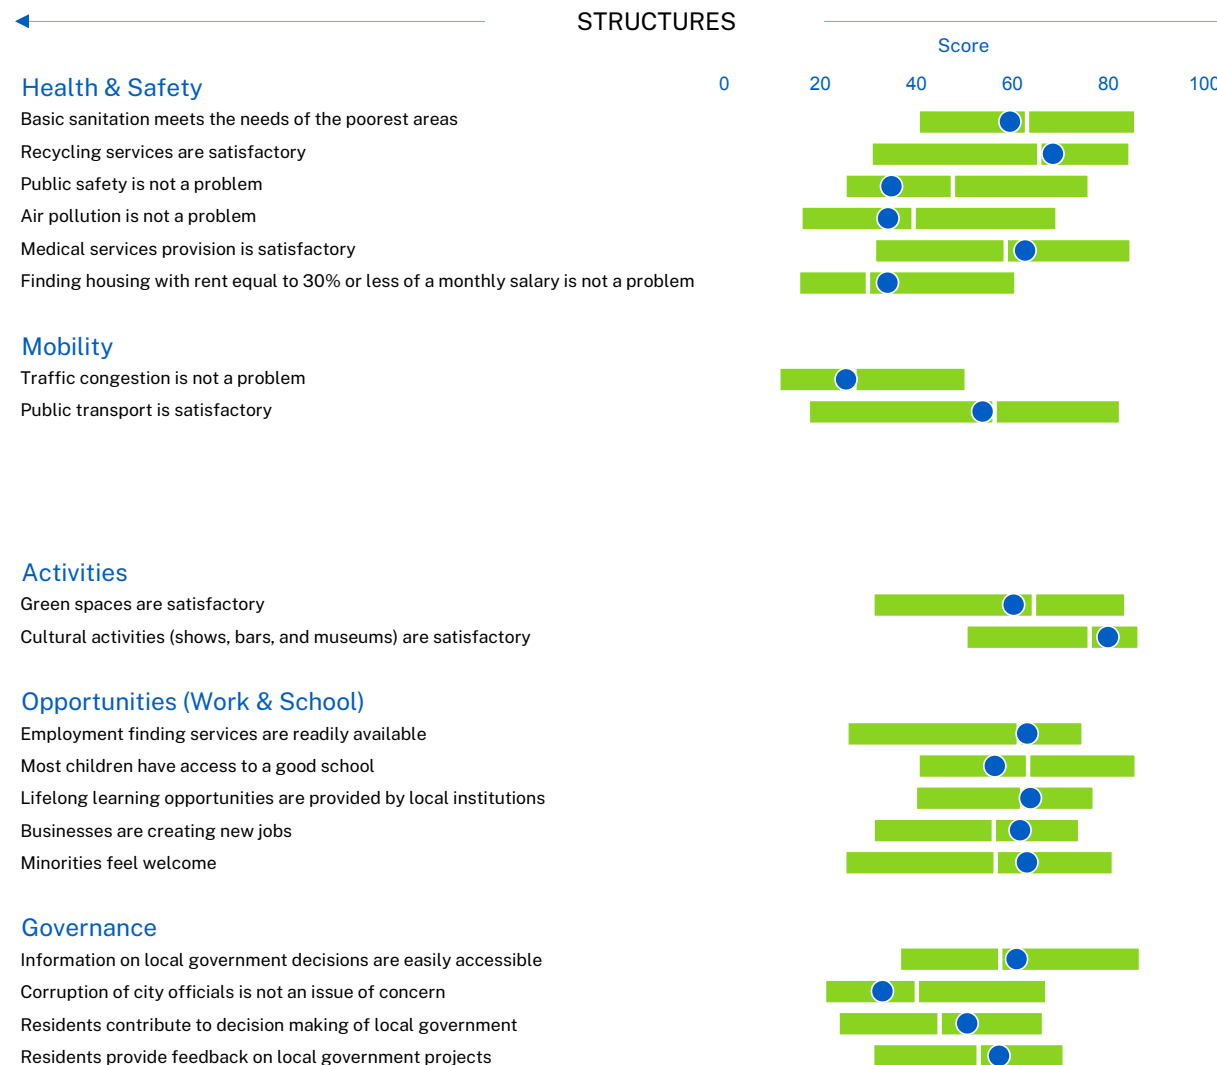 STRUCTURES
Score
0 20 40 60 80 100
Health & Safety
Basic sanitation meets the needs of the poorest areas
Recycling services are satisfactory
Public safety is not a problem
Air pollution is not a problem
Medical services provision is satisfactory
Finding housing with rent equal to 30% or less of a monthly salary is not a problem
Mobility
Traffic congestion is not a problem
Public transport is satisfactory
Activities
Green spaces are satisfactory
Cultural activities (shows, bars, and museums) are satisfactory
Opportunities (Work & School)
Employment finding services are readily available
Most children have access to a good school
Lifelong learning opportunities are provided by local institutions
Businesses are creating new jobs
Minorities feel welcome
Governance
Information on local government decisions are easily accessible
Corruption of city officials is not an issue of concern
Residents contribute to decision making of local government
Residents provide feedback on local government projects